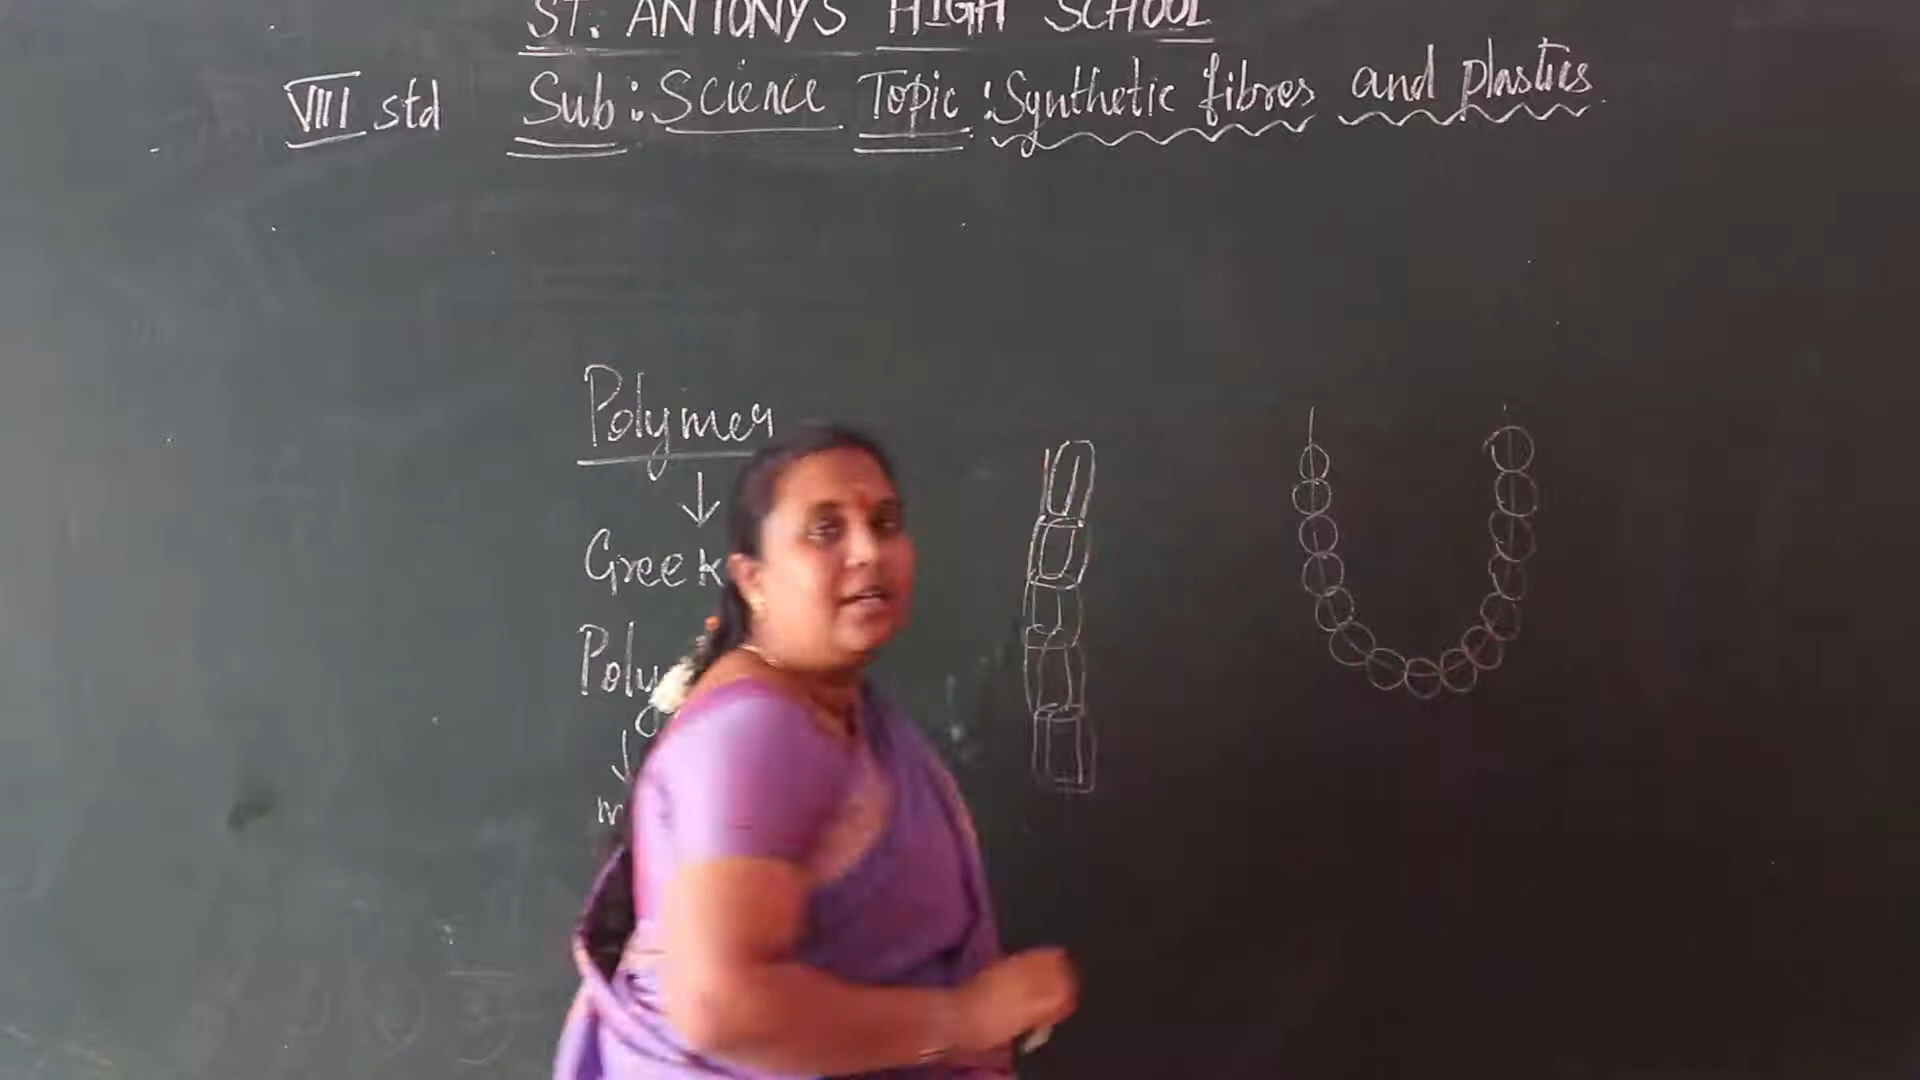 ST. ANTONYS HIGH SCHOOL
VIII std Sub: Science Topic: Synthetic fibres and plastics
Polymer
↓
Greek
Poly
↓